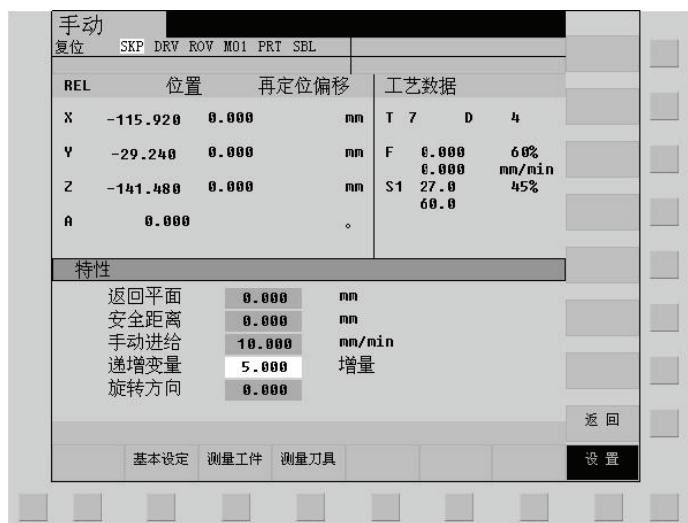 手动
复位 SKP DRV ROV M01 PRT SBL
REL 位置 再定位偏移 工艺数据
X -115.920 0.000 mm T 7 D 4
Y -29.240 0.000 mm F 0.000 60%
0.000 mm/min
Z -141.480 0.000 mm S1 27.0 45%
60.0
A 0.000 °
特性
返回平面 0.000 mm
安全距离 0.000 mm
手动进给 10.000 mm/min
递增变量 5.000 增量
旋转方向 0.000
返回
基本设定 测量工件 测量刀具 设置